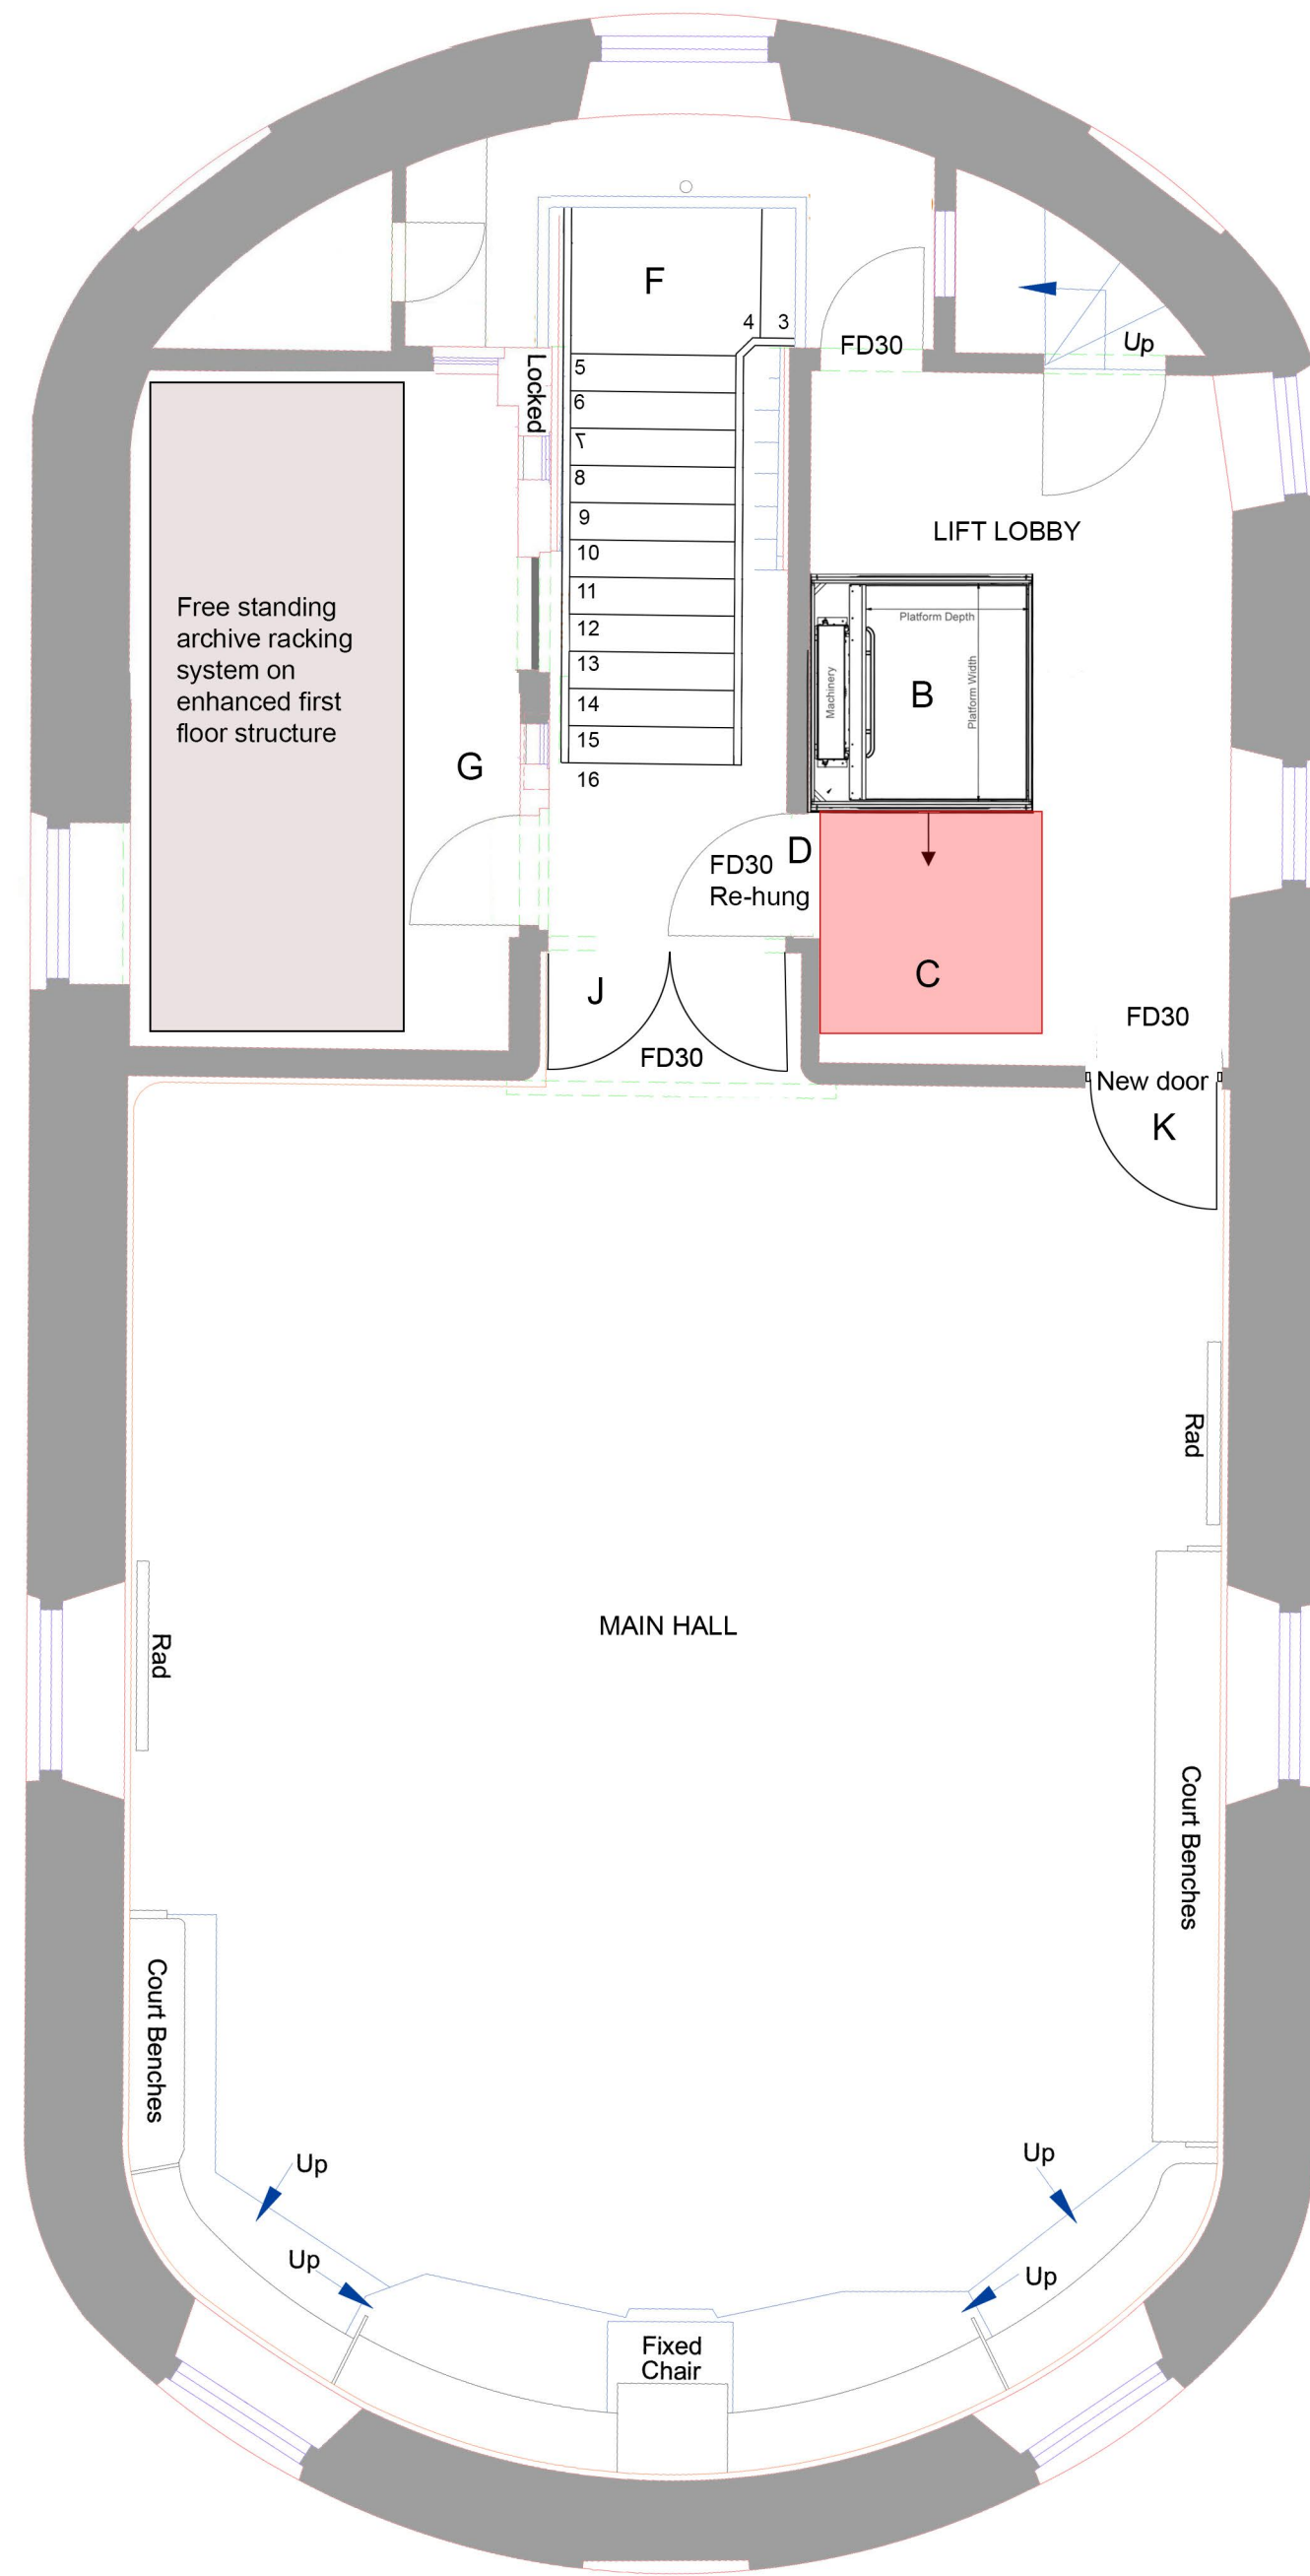 F
4
3
FD30
Up
Locked
5
6
7
8
9
10
11
12
13
14
15
16
LIFT LOBBY
Platform Depth
Platform Width
Machinery
B
Free standing
archive racking
system on
enhanced first
floor structure
G
D
FD30
Re-hung
C
J
FD30
FD30
New door
K
Rad
MAIN HALL
Rad
Court Benches
Court Benches
Up
Up
Up
Up
Fixed
Chair